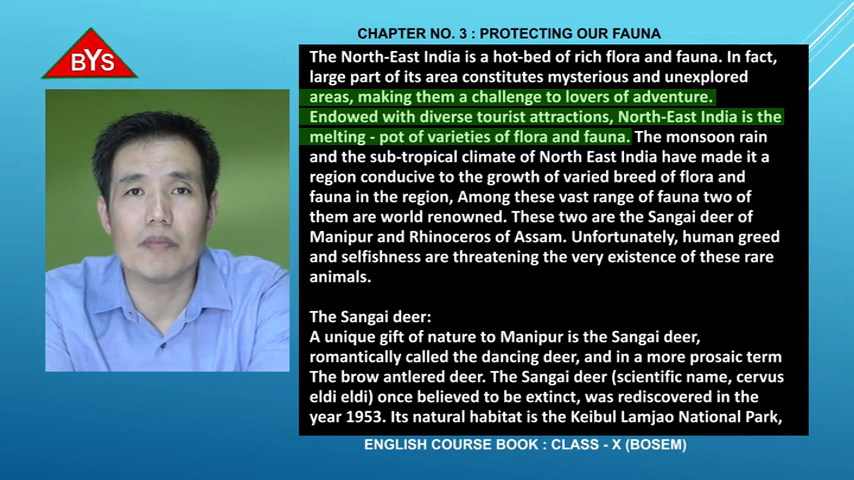 CHAPTER NO. 3 : PROTECTING OUR FAUNA
BYS
The North-East India is a hot-bed of rich flora and fauna. In fact,
large part of its area constitutes mysterious and unexplored
areas, making them a challenge to lovers of adventure.
Endowed with diverse tourist attractions, North-East India is the
melting - pot of varieties of flora and fauna. The monsoon rain
and the sub-tropical climate of North East India have made it a
region conducive to the growth of varied breed of flora and
fauna in the region, Among these vast range of fauna two of
them are world renowned. These two are the Sangai deer of
Manipur and Rhinoceros of Assam. Unfortunately, human greed
and selfishness are threatening the very existence of these rare
animals.
The Sangai deer:
A unique gift of nature to Manipur is the Sangai deer,
romantically called the dancing deer, and in a more prosaic term
The brow antlered deer. The Sangai deer (scientific name, cervus
eldi eldi) once believed to be extinct, was rediscovered in the
year 1953. Its natural habitat is the Keibul Lamjao National Park,
ENGLISH COURSE BOOK : CLASS - X (BOSEM)